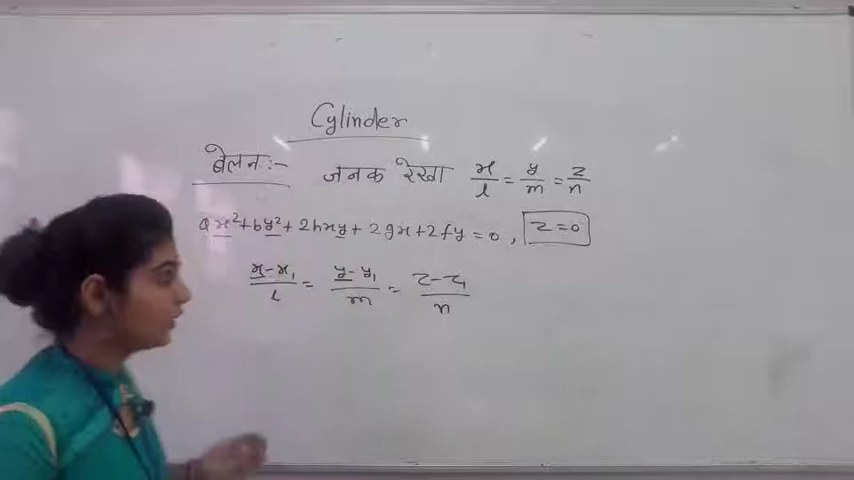 Cylinder
बेलन:- जनक रेखा x/l = y/m = z/n
ax²+by²+2hxy+2gx+2fy=0, z=0
x-x₁/l = y-y₁/m = z-z₁/n